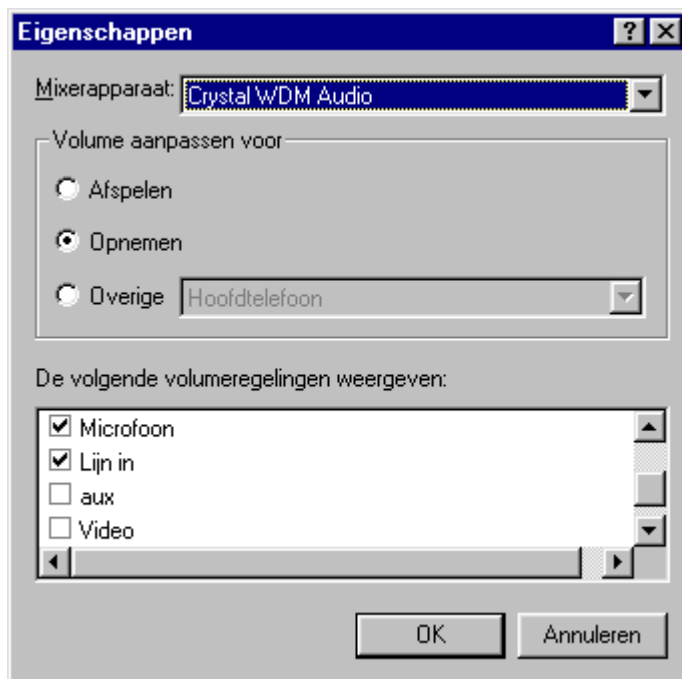 Eigenschappen
Mixerapparaat: Crystal WDM Audio
Volume aanpassen voor
Afspelen
Opnemen
Overige Hoofdtelefoon
De volgende volumeregelingen weergeven:
Microfoon
Lijn in
aux
Video
OK Annuleren